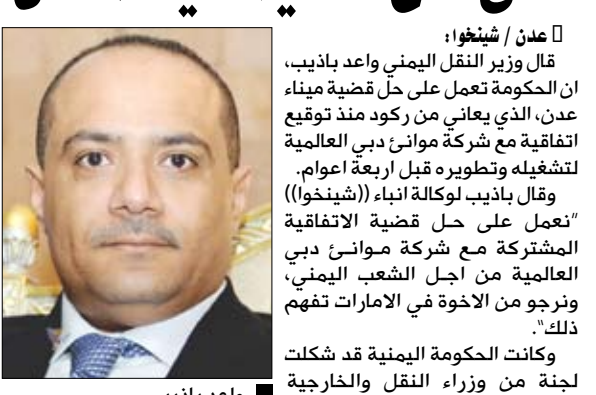 عدن / شينخوا:
قال وزير النقل اليمني واعد باذيب،
ان الحكومة تعمل على حل قضية ميناء
عدن، الذي يعاني من ركود منذ توقيع
اتفاقية مع شركة موانئ دبي العالمية
لتشغيله وتطويره قبل اربعة اعوام.
وقال باذيب لوكالة انباء ((شينخوا))
"نعمل على حل قضية الاتفاقية
المشتركة مع شركة موانئ دبي
العالمية من اجل الشعب اليمني،
ونرجو من الاخوة في الامارات تفهم
ذلك".
وكانت الحكومة اليمنية قد شكلت
لجنة من وزراء النقل والخارجية